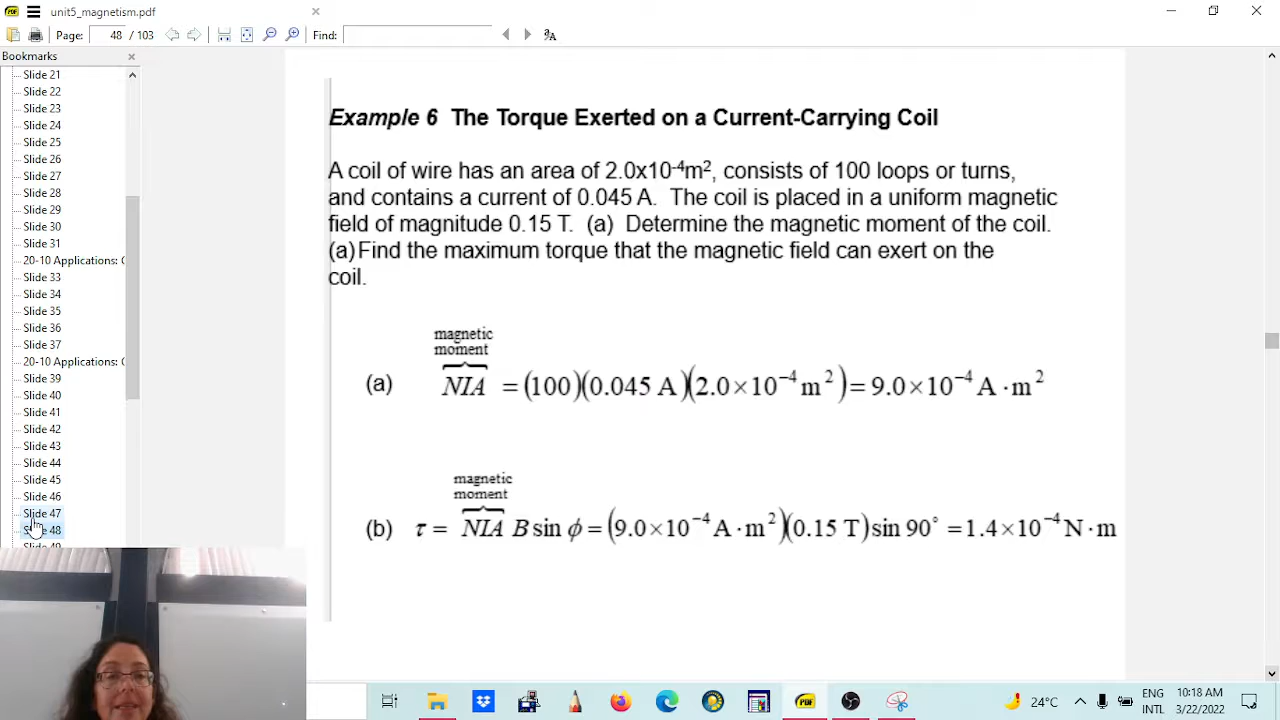 unit5_magnetism.pdf
Page: 48 / 103 Find:
Bookmarks
Slide 21
Slide 22
Slide 23
Slide 24
Slide 25
Slide 26
Slide 27
Slide 28
Slide 29
Slide 30
Slide 31
20-10 Applications: (
Slide 33
Slide 34
Slide 35
Slide 36
Slide 37
20-10 Applications: (
Slide 39
Slide 40
Slide 41
Slide 42
Slide 43
Slide 44
Slide 45
Slide 46
Slide 47
Slide 48
Slide 49
Example 6 The Torque Exerted on a Current-Carrying Coil
A coil of wire has an area of 2.0x10⁻⁴m², consists of 100 loops or turns,
and contains a current of 0.045 A. The coil is placed in a uniform magnetic
field of magnitude 0.15 T. (a) Determine the magnetic moment of the coil.
(a) Find the maximum torque that the magnetic field can exert on the
coil.
magnetic
moment
(a) NIA = (100)(0.045 A)(2.0×10⁻⁴ m²) = 9.0×10⁻⁴ A·m²
magnetic
moment
(b) τ = NIA B sin ϕ = (9.0×10⁻⁴ A·m²)(0.15 T) sin 90° = 1.4×10⁻⁴ N·m
PDF
24°C
ENG
INTL
10:18 AM
3/22/2022